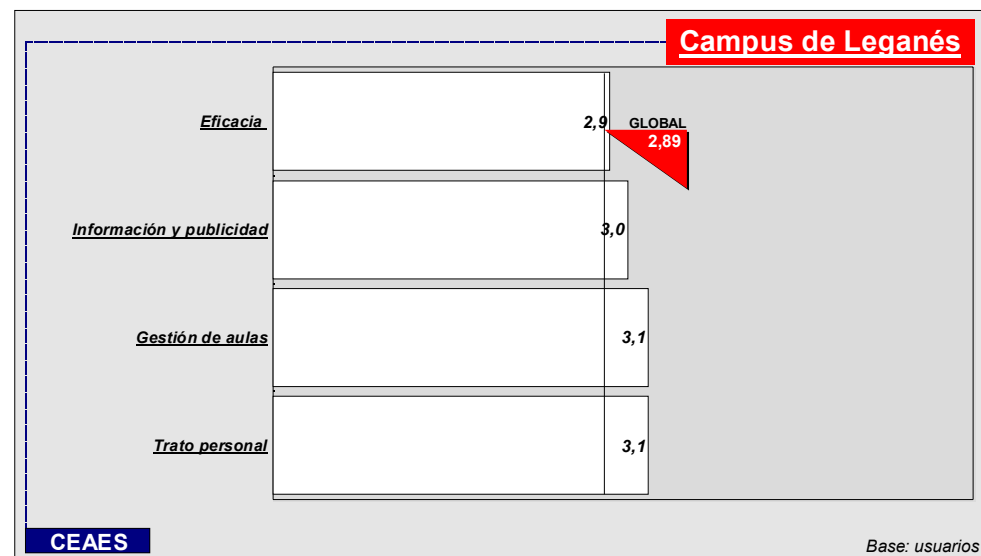 Campus de Leganés
Eficacia
2,9
GLOBAL
2,89
Información y publicidad
3,0
Gestión de aulas
3,1
Trato personal
3,1
CEAES
Base: usuarios